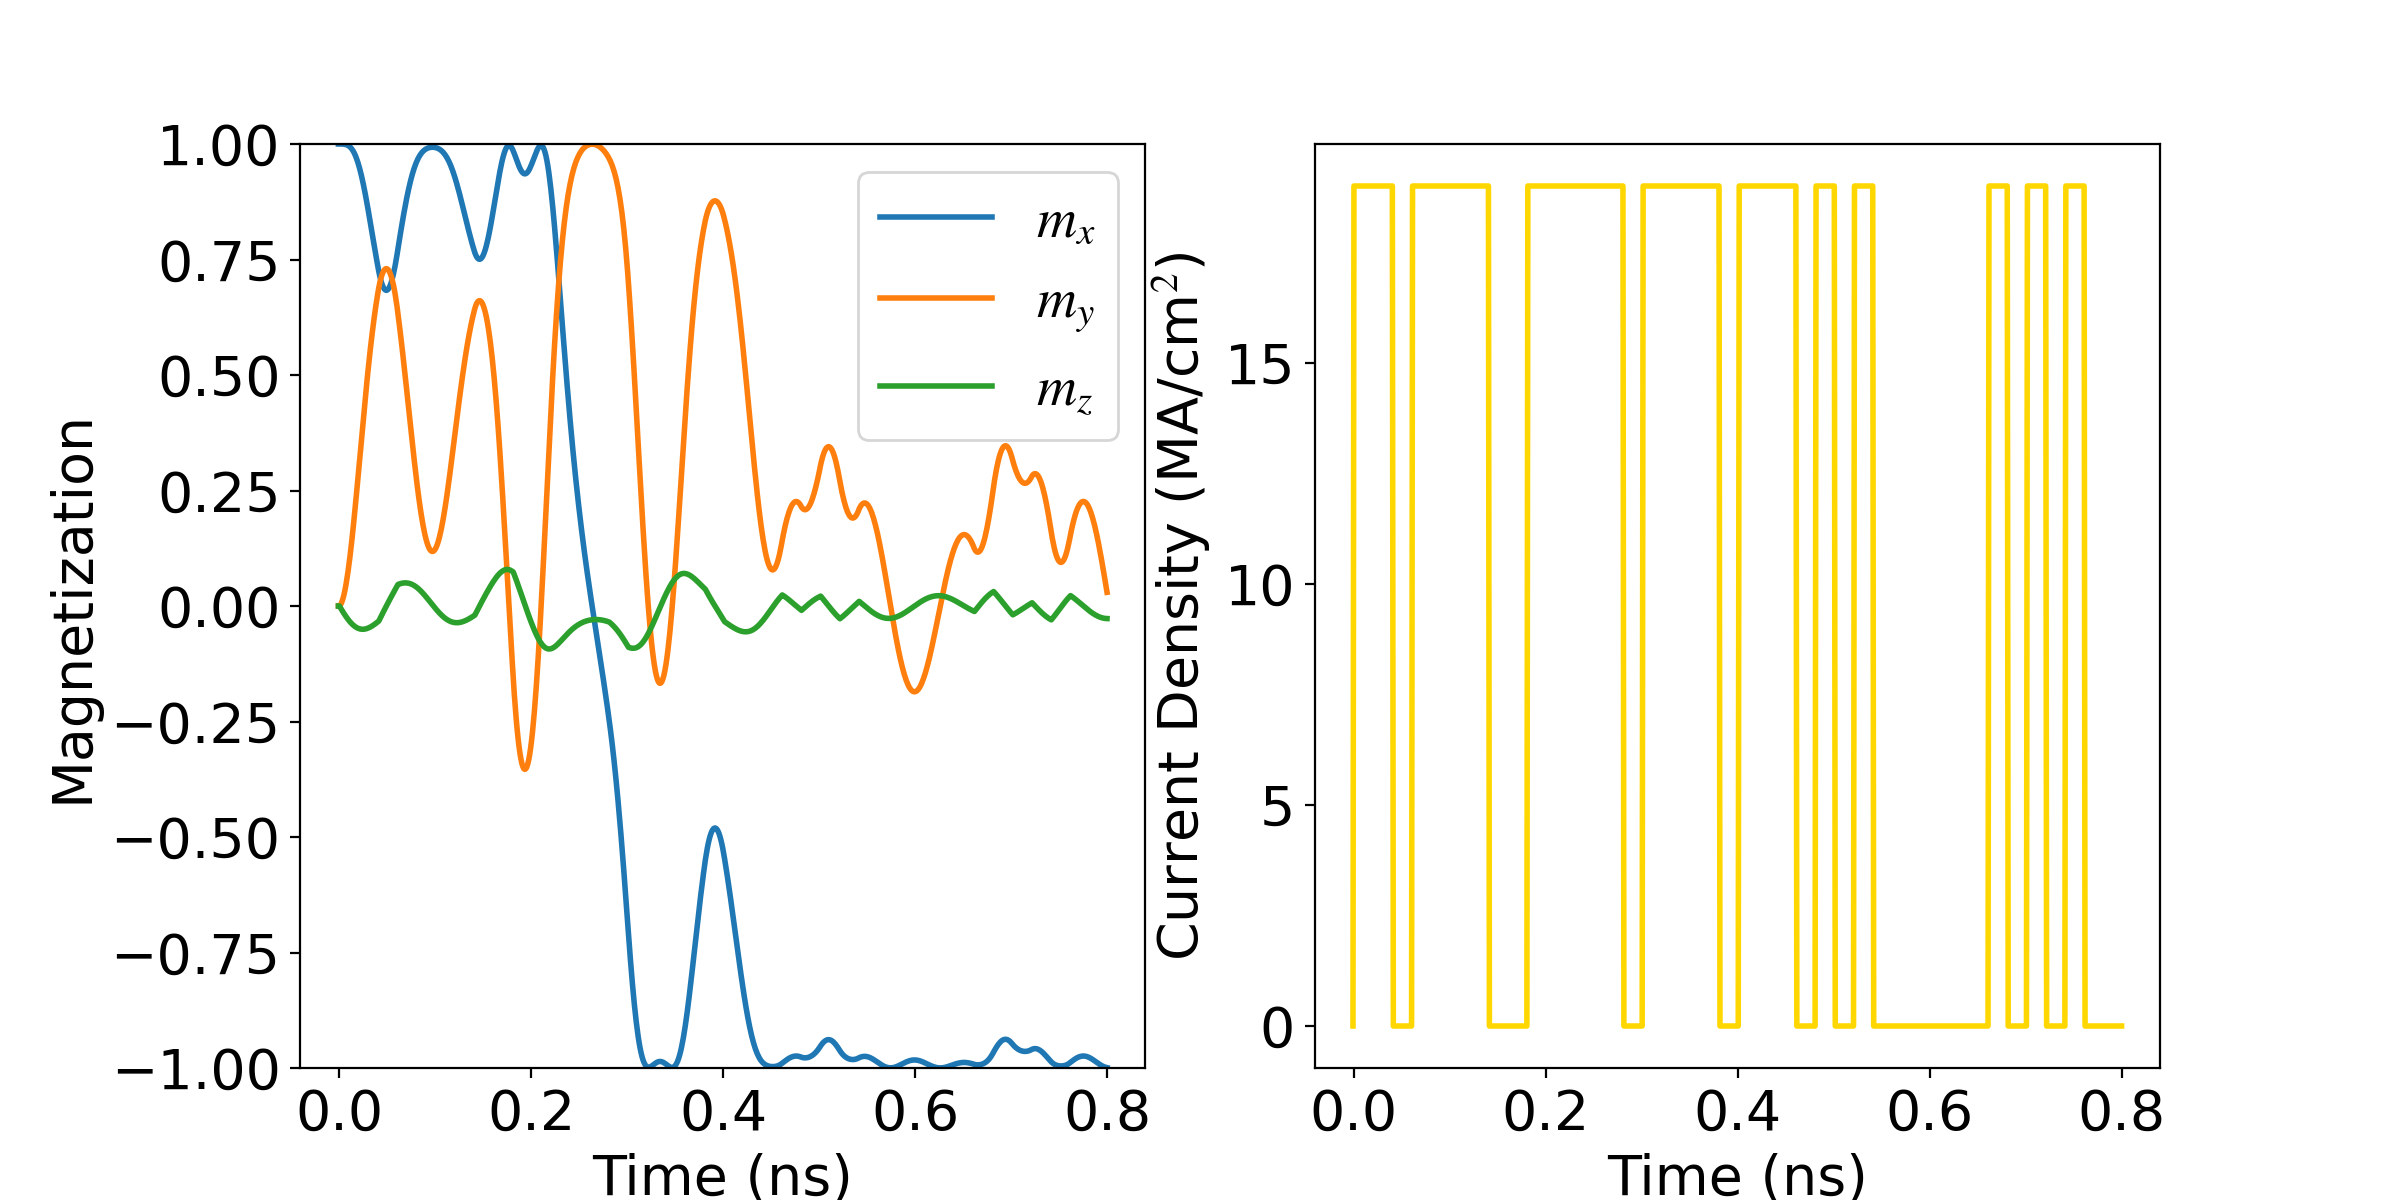 1.00
0.75
0.50
0.25
0.00
−0.25
−0.50
−0.75
−1.00
Magnetization
0.0 0.2 0.4 0.6 0.8
Time (ns)
m_x
m_y
m_z
Current Density (MA/cm²)
15
10
5
0
0.0 0.2 0.4 0.6 0.8
Time (ns)